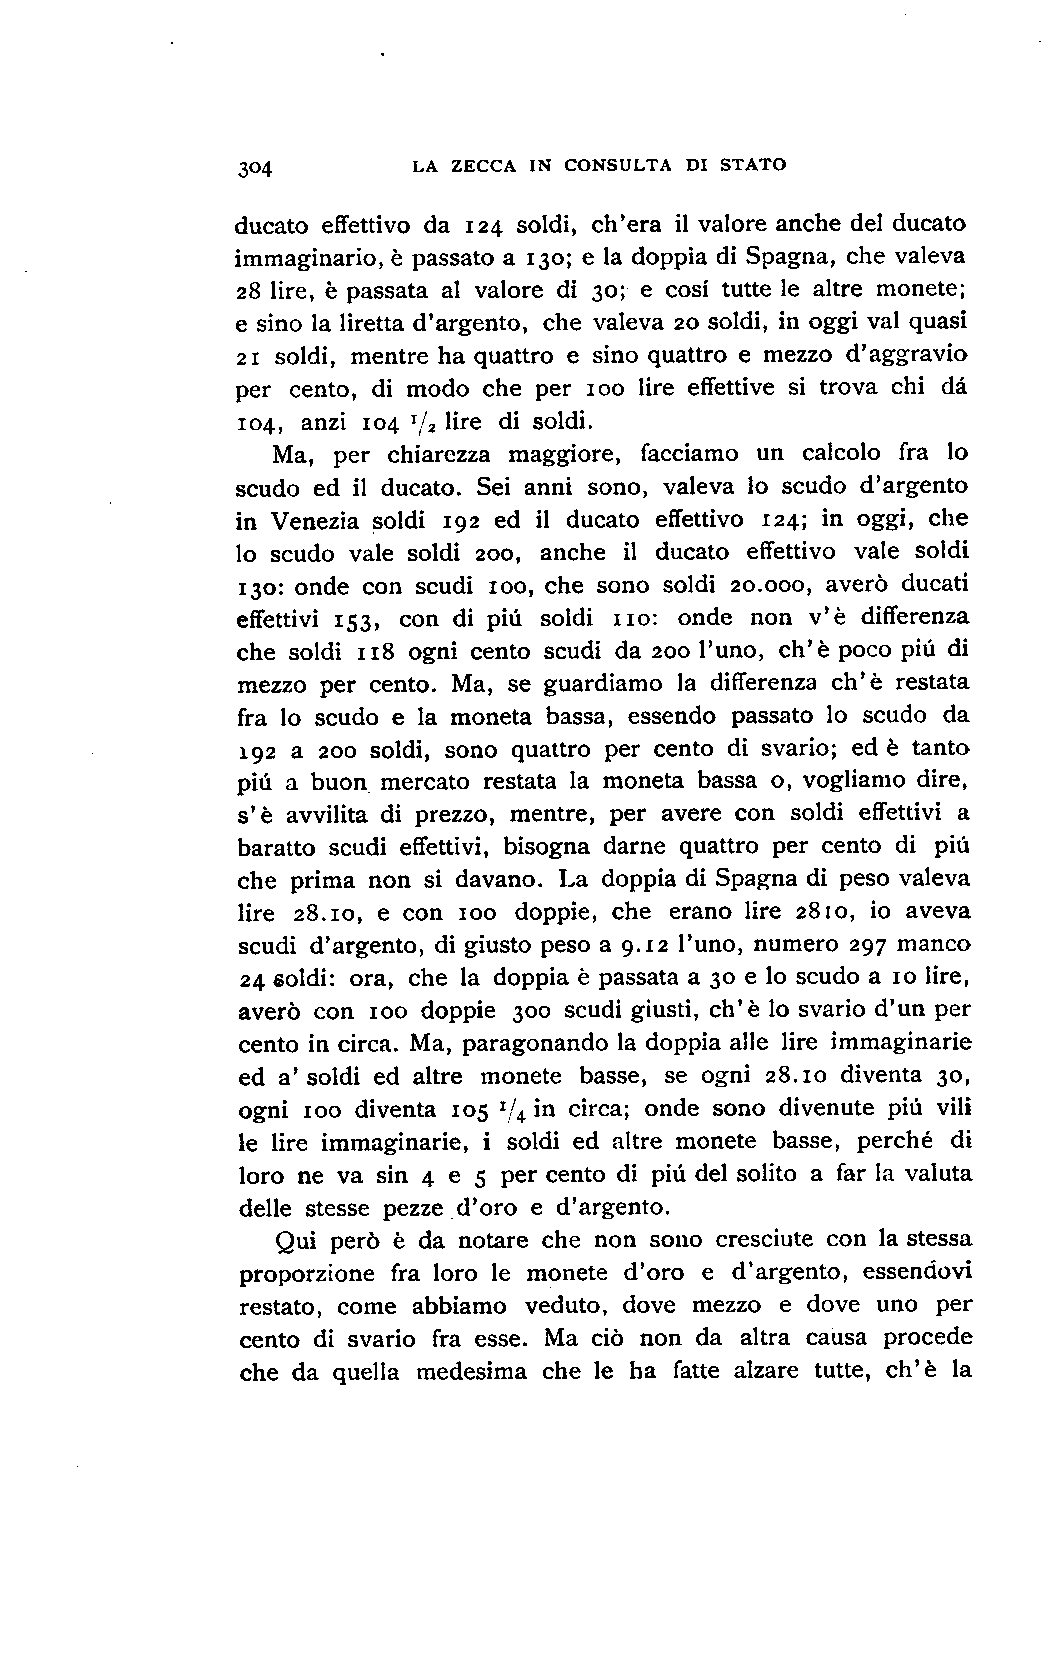 304 LA ZECCA IN CONSULTA DI STATO
ducato effettivo da 124 soldi, ch'era il valore anche del ducato
immaginario, è passato a 130; e la doppia di Spagna, che valeva
28 lire, è passata al valore di 30; e cosí tutte le altre monete;
e sino la liretta d'argento, che valeva 20 soldi, in oggi val quasi
21 soldi, mentre ha quattro e sino quattro e mezzo d'aggravio
per cento, di modo che per 100 lire effettive si trova chi dá
104, anzi 104 1/2 lire di soldi.
Ma, per chiarezza maggiore, facciamo un calcolo fra lo
scudo ed il ducato. Sei anni sono, valeva lo scudo d'argento
in Venezia soldi 192 ed il ducato effettivo 124; in oggi, che
lo scudo vale soldi 200, anche il ducato effettivo vale soldi
130: onde con scudi 100, che sono soldi 20.000, averò ducati
effettivi 153, con di piú soldi 110: onde non v'è differenza
che soldi 118 ogni cento scudi da 200 l'uno, ch'è poco piú di
mezzo per cento. Ma, se guardiamo la differenza ch'è restata
fra lo scudo e la moneta bassa, essendo passato lo scudo da
192 a 200 soldi, sono quattro per cento di svario; ed è tanto
piú a buon mercato restata la moneta bassa o, vogliamo dire,
s'è avvilita di prezzo, mentre, per avere con soldi effettivi a
baratto scudi effettivi, bisogna darne quattro per cento di piú
che prima non si davano. La doppia di Spagna di peso valeva
lire 28.10, e con 100 doppie, che erano lire 2810, io aveva
scudi d'argento, di giusto peso a 9.12 l'uno, numero 297 manco
24 soldi: ora, che la doppia è passata a 30 e lo scudo a 10 lire,
averò con 100 doppie 300 scudi giusti, ch'è lo svario d'un per
cento in circa. Ma, paragonando la doppia alle lire immaginarie
ed a' soldi ed altre monete basse, se ogni 28.10 diventa 30,
ogni 100 diventa 105 1/4 in circa; onde sono divenute piú vili
le lire immaginarie, i soldi ed altre monete basse, perché di
loro ne va sin 4 e 5 per cento di piú del solito a far la valuta
delle stesse pezze d'oro e d'argento.
Qui però è da notare che non sono cresciute con la stessa
proporzione fra loro le monete d'oro e d'argento, essendovi
restato, come abbiamo veduto, dove mezzo e dove uno per
cento di svario fra esse. Ma ciò non da altra causa procede
che da quella medesima che le ha fatte alzare tutte, ch'è la